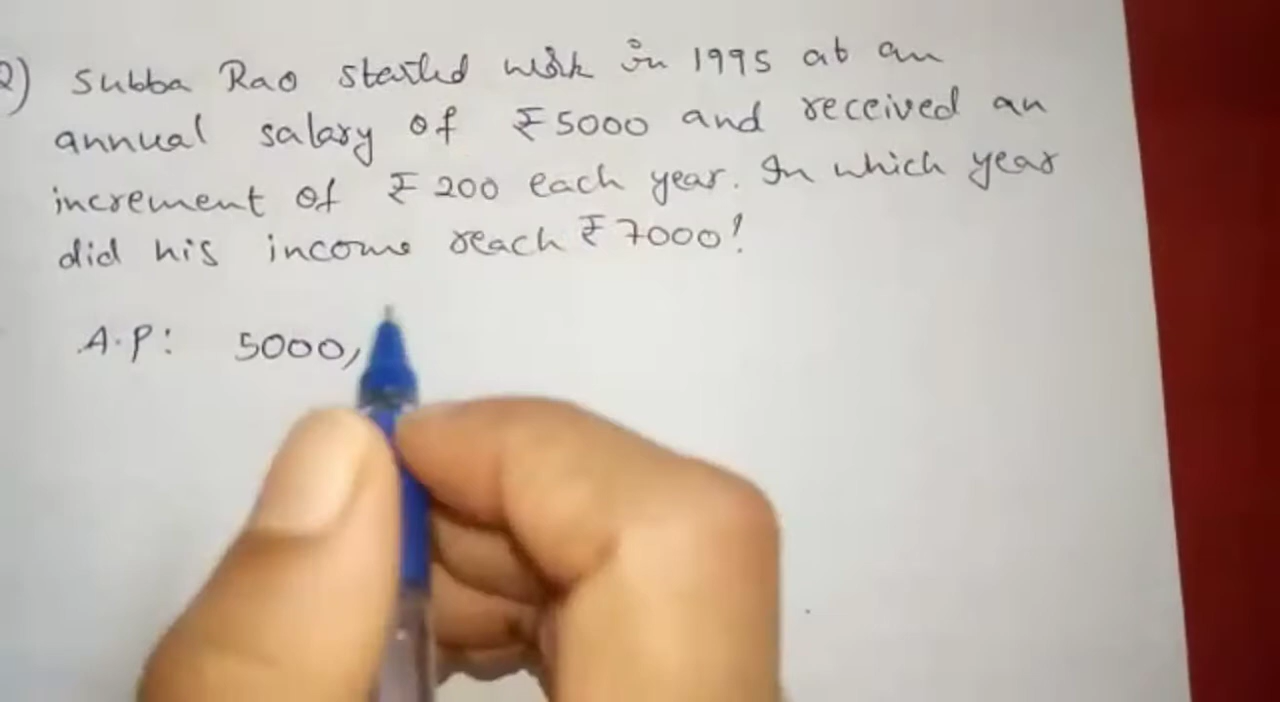 2) Subba Rao started work in 1995 at an
annual salary of ₹5000 and received an
increment of ₹ 200 each year. In which year
did his income reach ₹ 7000?
A.P: 5000,